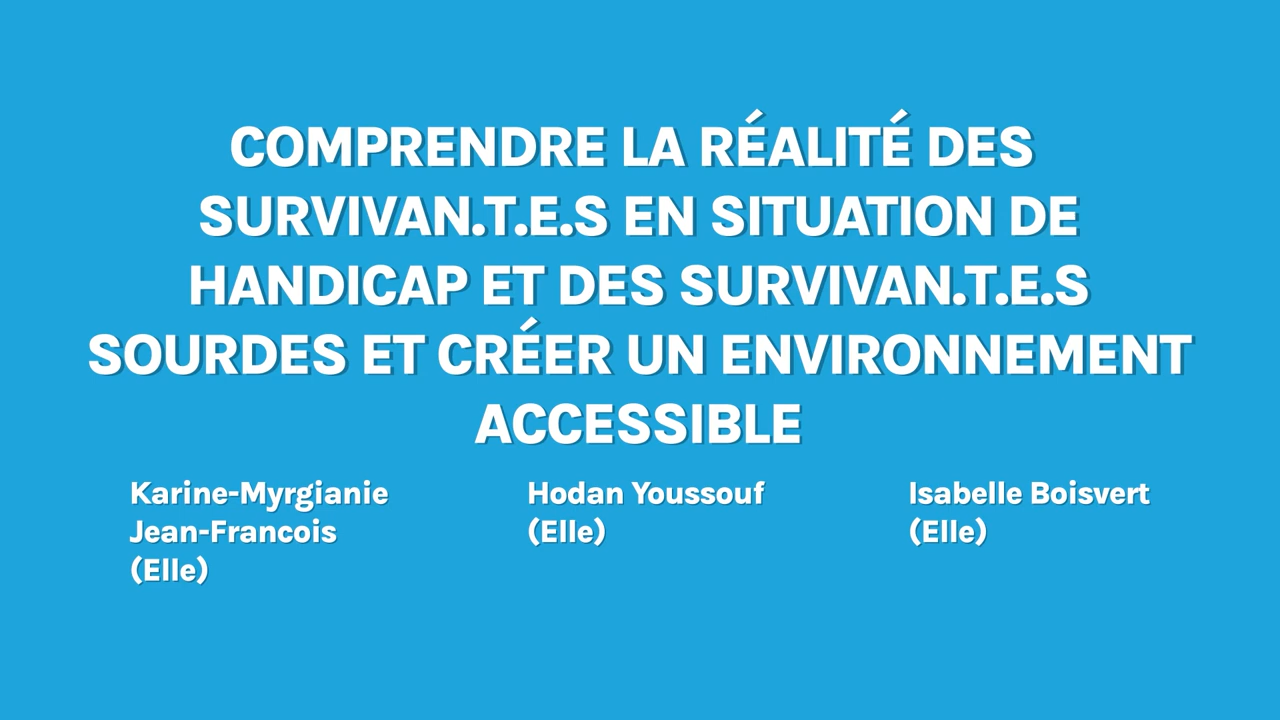 COMPRENDRE LA RÉALITÉ DES
SURVIVAN.T.E.S EN SITUATION DE
HANDICAP ET DES SURVIVAN.T.E.S
SOURDES ET CRÉER UN ENVIRONNEMENT
ACCESSIBLE
Karine-Myrgianie
Jean-Francois
(Elle)
Hodan Youssouf
(Elle)
Isabelle Boisvert
(Elle)